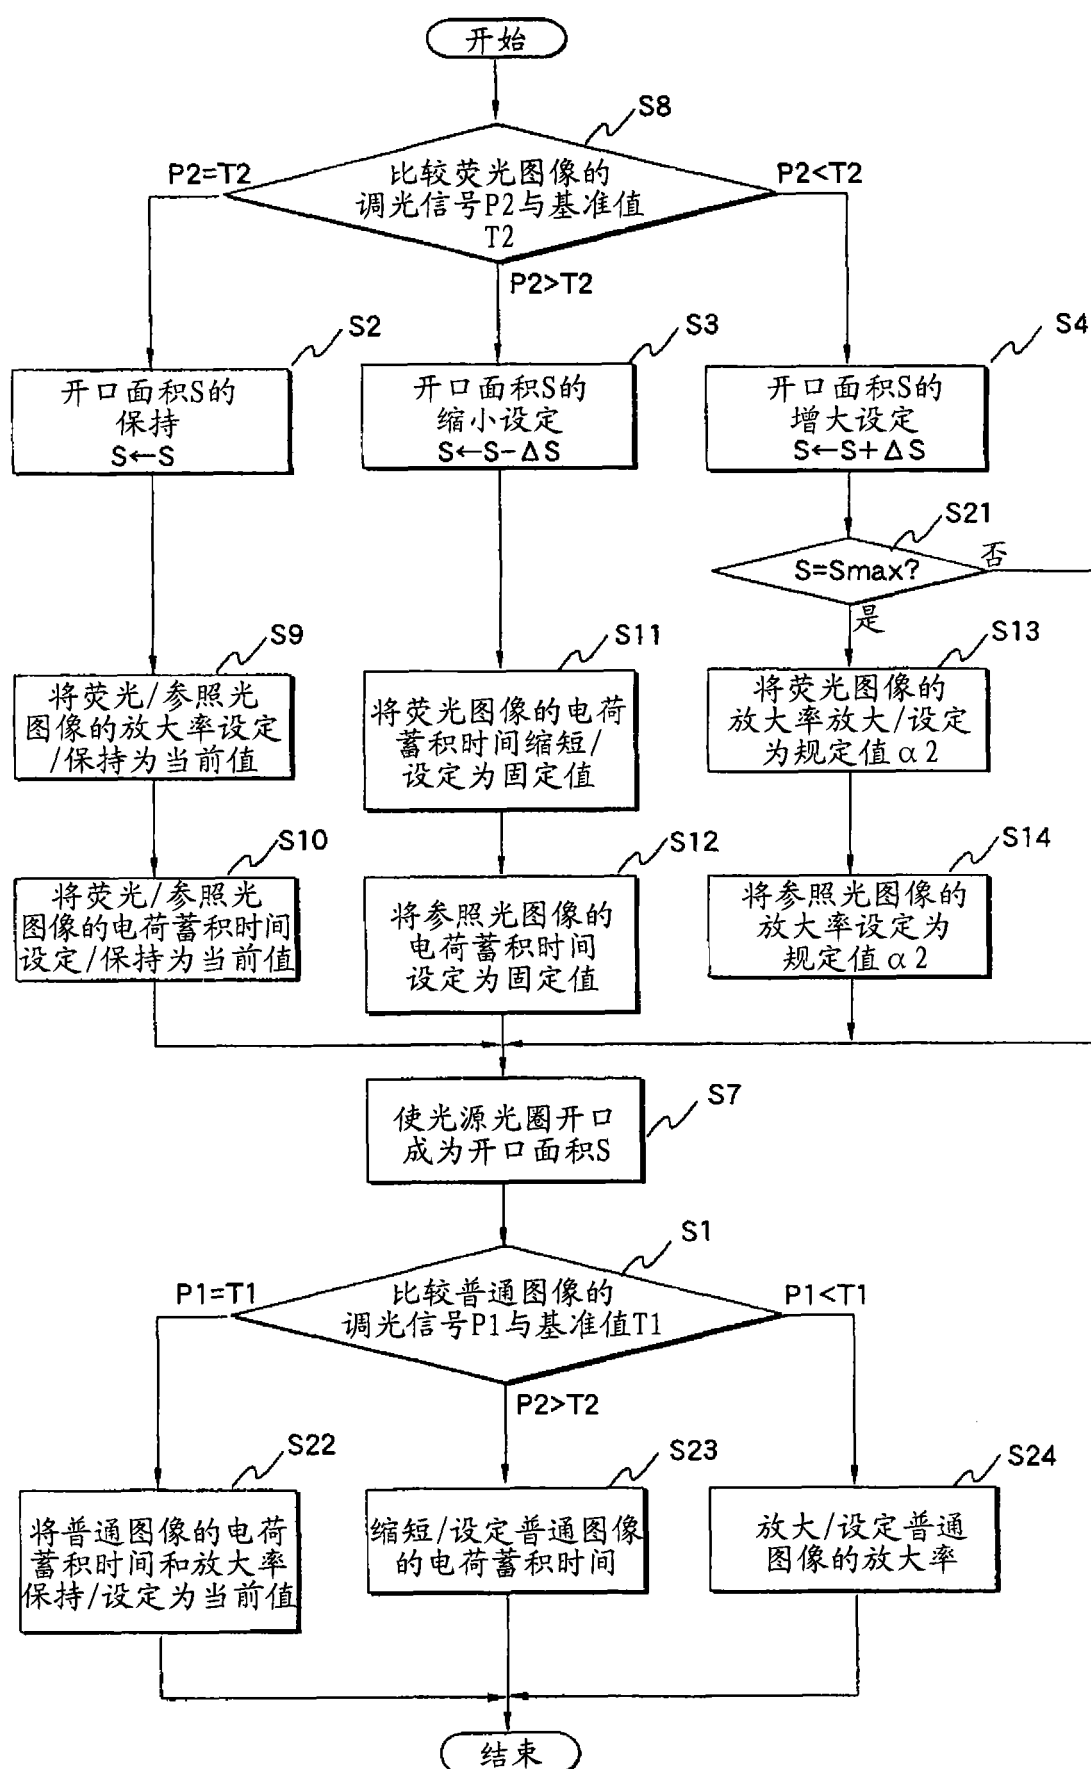 开始
S8
比较荧光图像的
调光信号P2与基准值
T2
P2=T2
P2<T2
P2>T2
S2
开口面积S的
保持
S←S
S3
开口面积S的
缩小设定
S←S-ΔS
S4
开口面积S的
增大设定
S←S+ΔS
S21
S=Smax?
否
是
S9
将荧光/参照光
图像的放大率设定
/保持为当前值
S11
将荧光图像的电荷
蓄积时间缩短/
设定为固定值
S13
将荧光图像的
放大率放大/设定
为规定值α2
S10
将荧光/参照光
图像的电荷蓄积时间
设定/保持为当前值
S12
将参照光图像的
电荷蓄积时间
设定为固定值
S14
将参照光图像的
放大率设定为
规定值α2
S7
使光源光圈开口
成为开口面积S
S1
比较普通图像的
调光信号P1与基准值T1
P1=T1
P1<T1
P2>T2
S22
将普通图像的电荷
蓄积时间和放大率
保持/设定为当前值
S23
缩短/设定普通图像
的电荷蓄积时间
S24
放大/设定普通
图像的放大率
结束